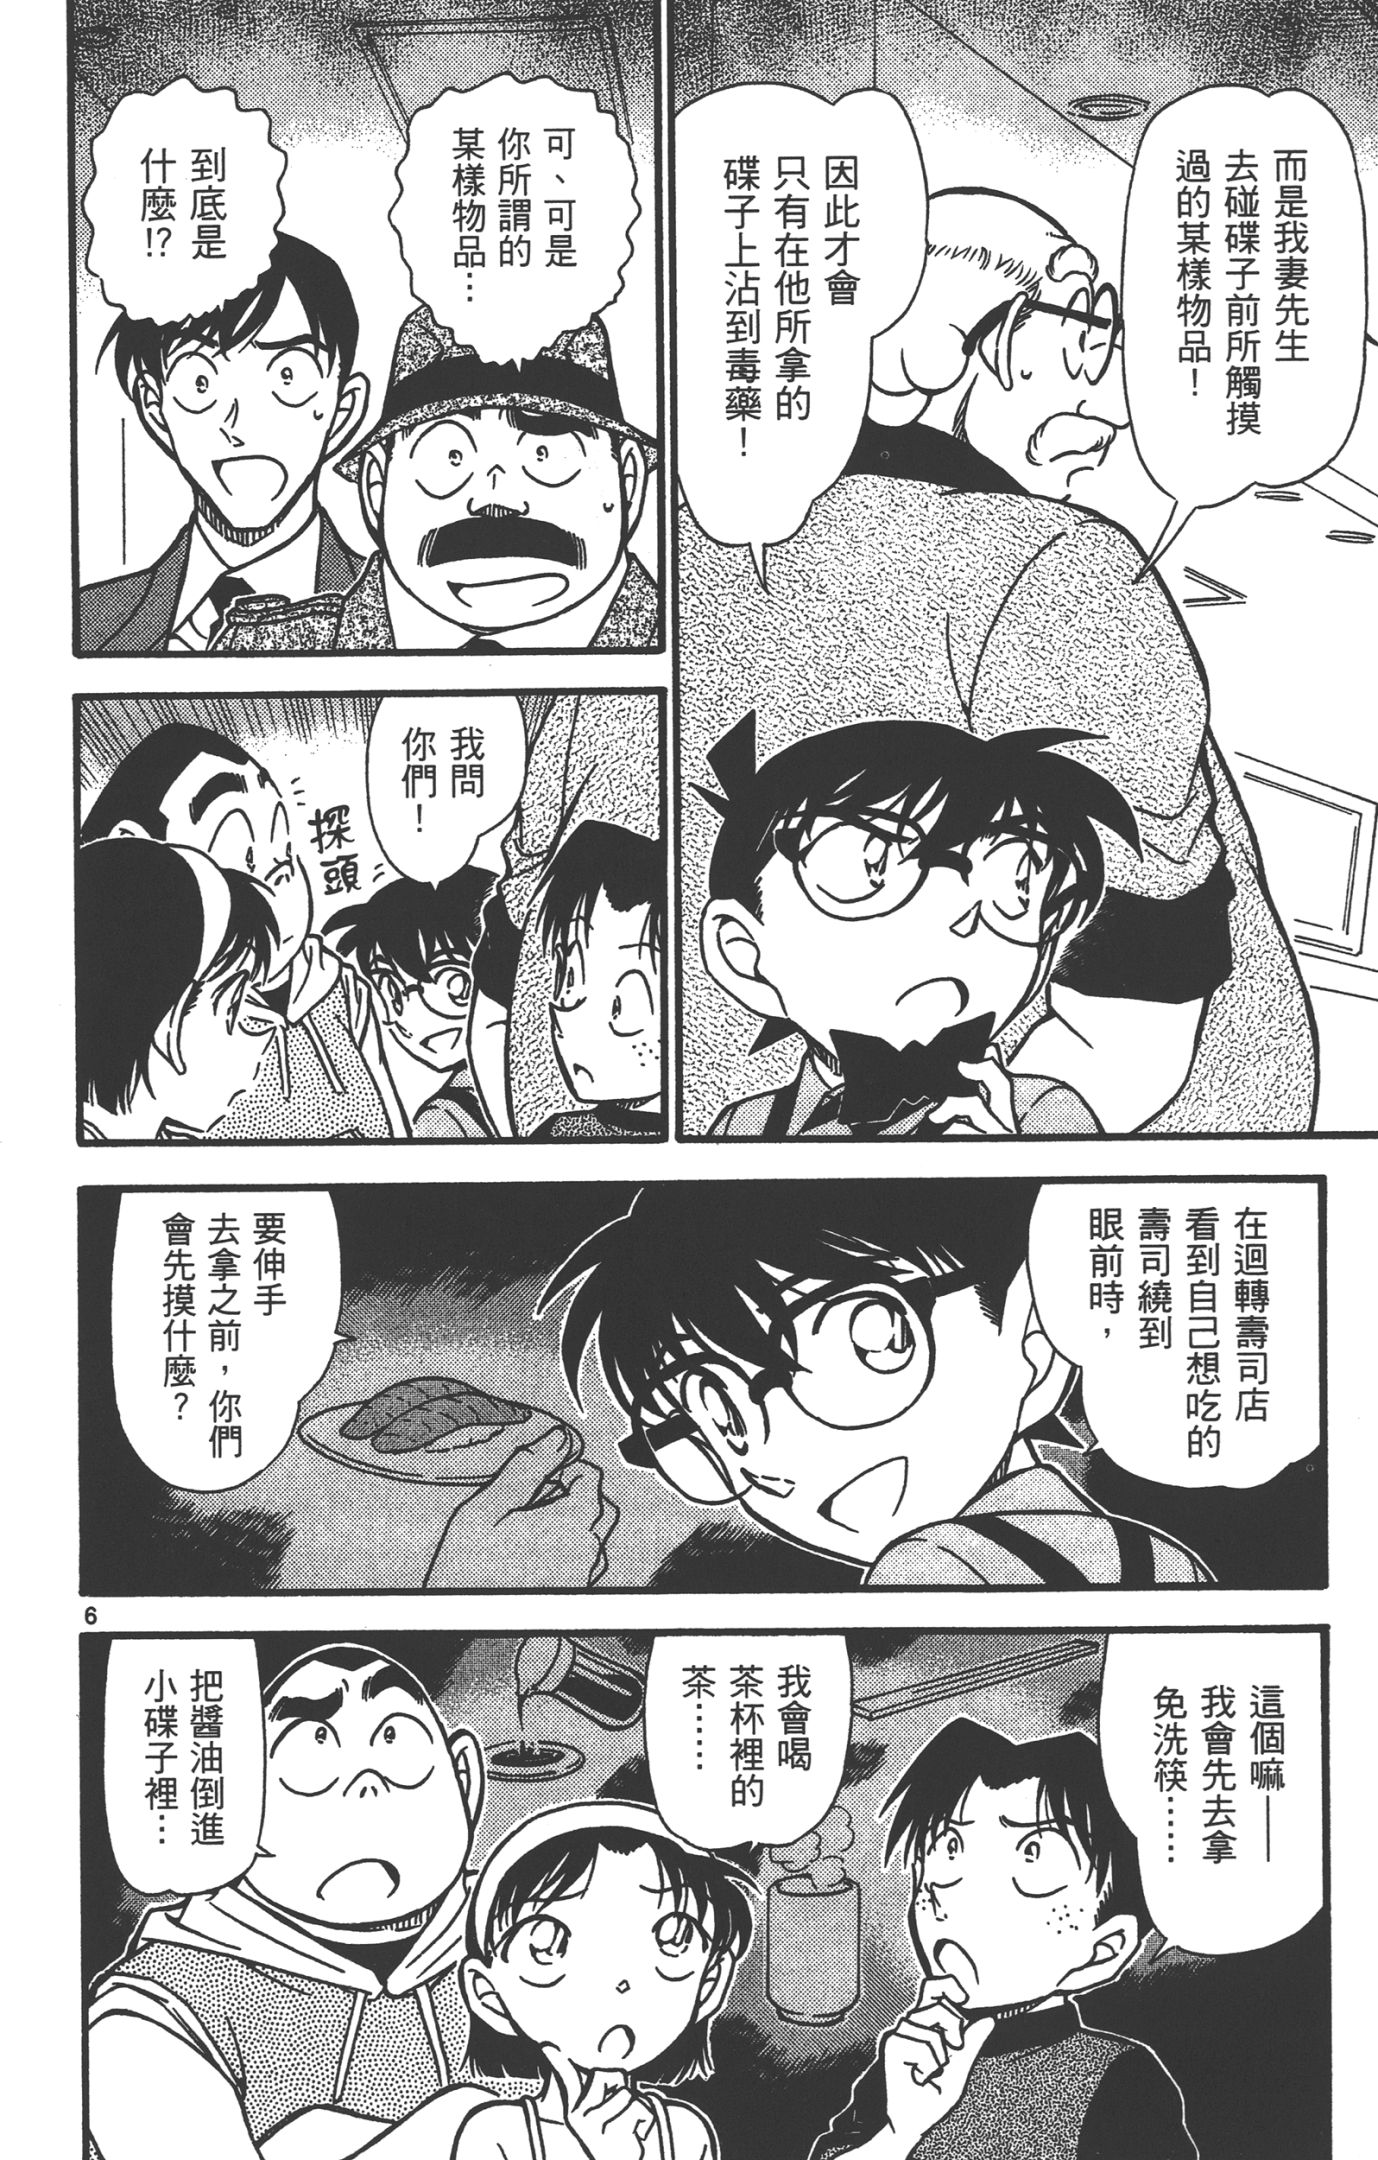 而是我妻先生
去碰碟子前所觸摸
過的某樣物品！
因此才會
只有在他所拿的
碟子上沾到毒藥！
可、可是
你所謂的
某樣物品…
到底是
什麼!?
我問
你們！
探頭
在迴轉壽司店
看到自己想吃的
壽司繞到
眼前時，
要伸手
去拿之前，你們
會先摸什麼？
6
這個嘛——
我會先去拿
免洗筷……
我會喝
茶杯裡的
茶……
把醬油倒進
小碟子裡…